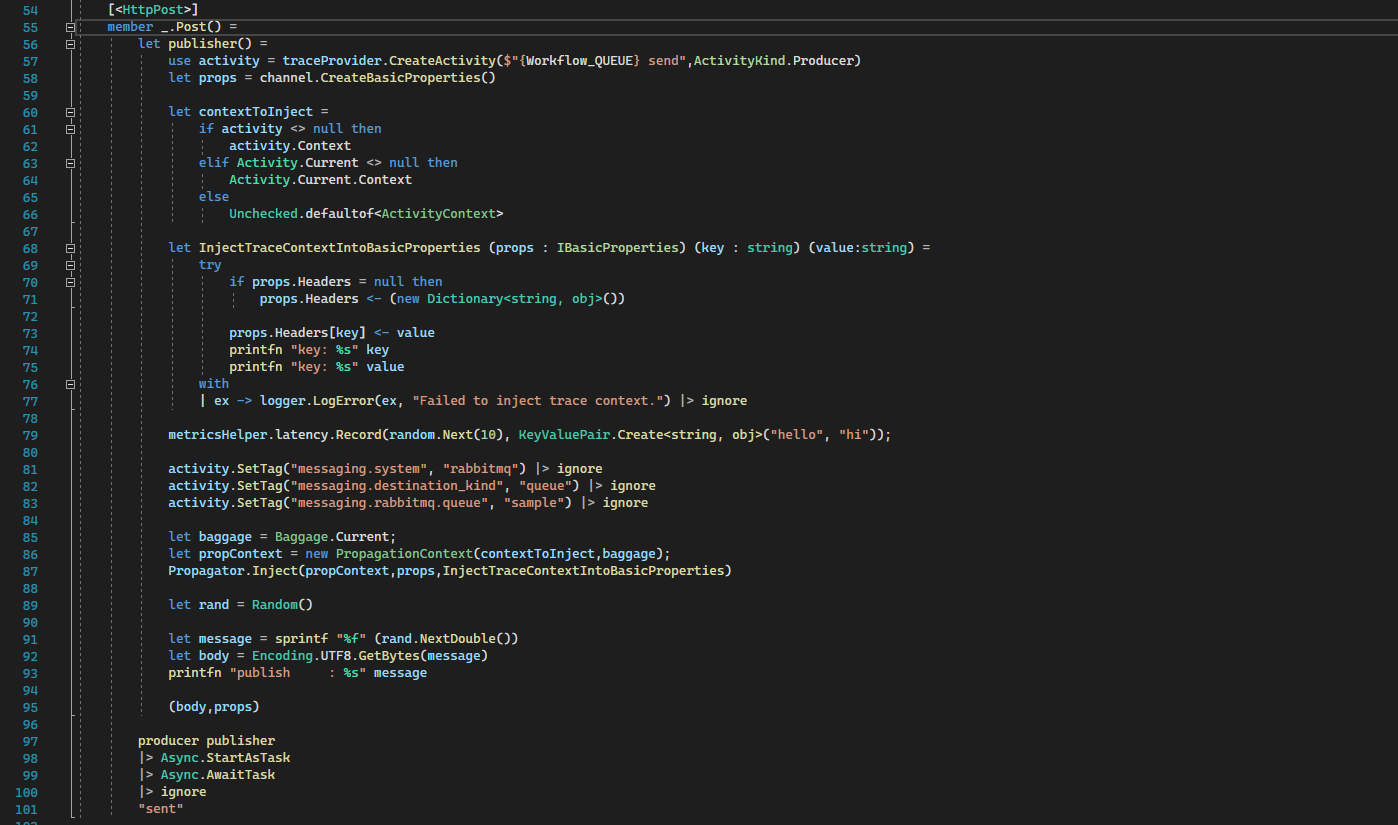 54 [<HttpPost>]
55 member _.Post() =
56 let publisher() =
57 use activity = traceProvider.CreateActivity($"{Workflow_QUEUE} send",ActivityKind.Producer)
58 let props = channel.CreateBasicProperties()
59
60 let contextToInject =
61 if activity <> null then
62 activity.Context
63 elif Activity.Current <> null then
64 Activity.Current.Context
65 else
66 Unchecked.defaultof<ActivityContext>
67
68 let InjectTraceContextIntoBasicProperties (props : IBasicProperties) (key : string) (value:string) =
69 try
70 if props.Headers = null then
71 props.Headers <- (new Dictionary<string, obj>())
72
73 props.Headers[key] <- value
74 printfn "key: %s" key
75 printfn "key: %s" value
76 with
77 | ex -> logger.LogError(ex, "Failed to inject trace context.") |> ignore
78
79 metricsHelper.latency.Record(random.Next(10), KeyValuePair.Create<string, obj>("hello", "hi"));
80
81 activity.SetTag("messaging.system", "rabbitmq") |> ignore
82 activity.SetTag("messaging.destination_kind", "queue") |> ignore
83 activity.SetTag("messaging.rabbitmq.queue", "sample") |> ignore
84
85 let baggage = Baggage.Current;
86 let propContext = new PropagationContext(contextToInject,baggage);
87 Propagator.Inject(propContext,props,InjectTraceContextIntoBasicProperties)
88
89 let rand = Random()
90
91 let message = sprintf "%f" (rand.NextDouble())
92 let body = Encoding.UTF8.GetBytes(message)
93 printfn "publish     : %s" message
94
95 (body,props)
96
97 producer publisher
98 |> Async.StartAsTask
99 |> Async.AwaitTask
100 |> ignore
101 "sent"